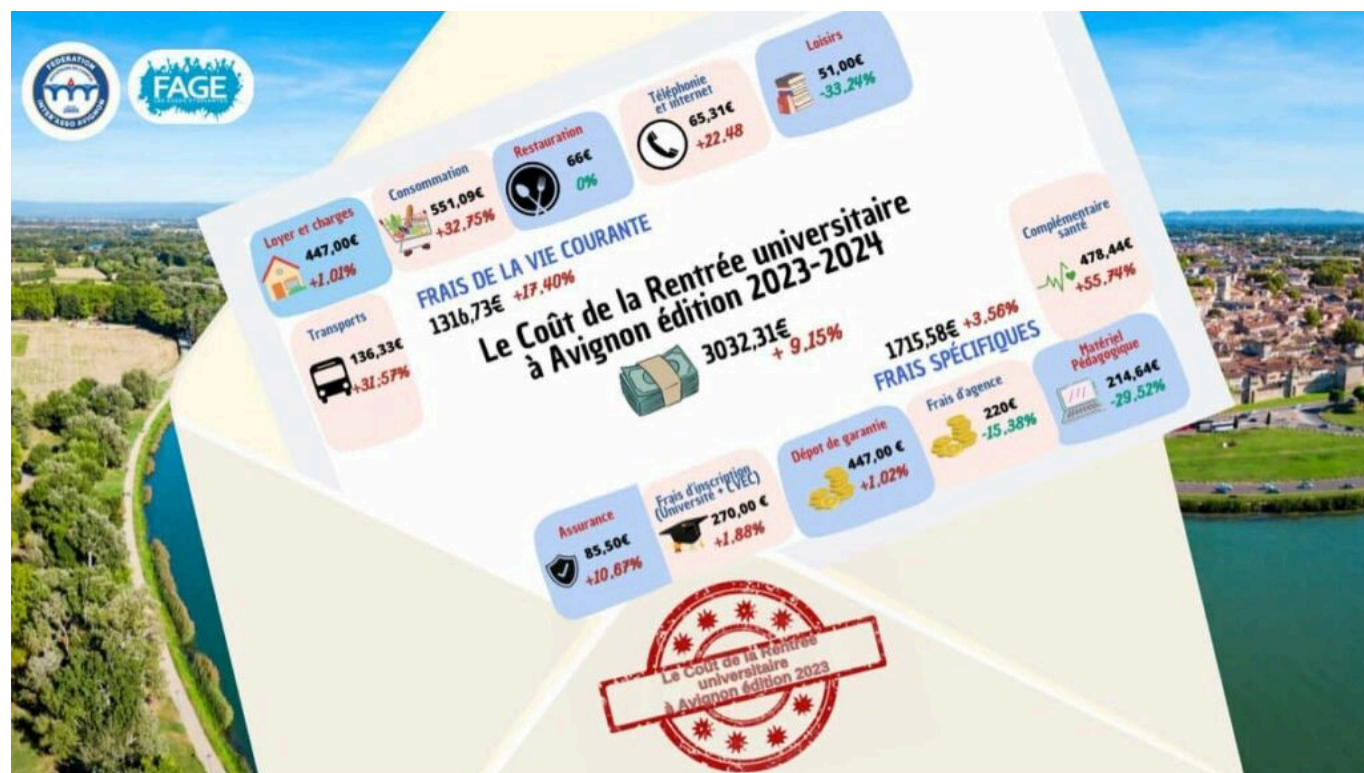 FEDERATION
INTER ASSO AVIGNON
FAGE
Loyer et charges
447,00€
+1.01%
Consommation
551,09€
+32,75%
Restauration
66€
0%
Téléphonie
et internet
65,31€
+22,48
Loisirs
51,00€
-33,24%
Transports
136,33€
+31,57%
FRAIS DE LA VIE COURANTE
1316,73€ +17.40%
Le Coût de la Rentrée universitaire
à Avignon édition 2023-2024
3032,31€
+ 9,15%
1715,58€ +3,56%
FRAIS SPÉCIFIQUES
Complémentaire
santé
478,44€
+55,74%
Matériel
Pédagogique
214,64€
-29,52%
Frais d'agence
220€
-15,38%
Dépot de garantie
447,00 €
+1,02%
Frais d'inscription
(Université + CVEC)
270,00 €
+1,88%
Assurance
85,50€
+10,67%
Le Coût de la Rentrée
universitaire
à Avignon édition 2023